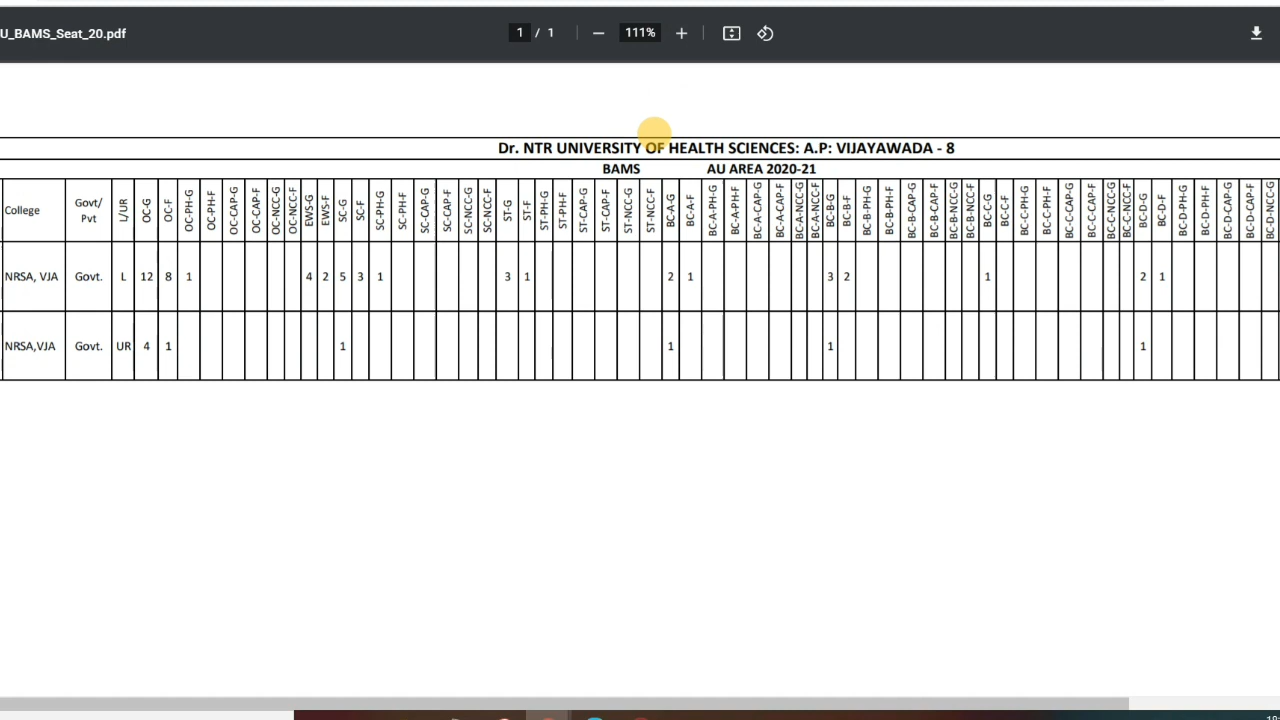 U_BAMS_Seat_20.pdf 1 / 1 111%
Dr. NTR UNIVERSITY OF HEALTH SCIENCES: A.P: VIJAYAWADA - 8
BAMS AU AREA 2020-21
College Govt/ Pvt L/UR OC-G OC-F OC-PH-G OC-PH-F OC-CAP-G OC-CAP-F OC-NCC-G OC-NCC-F EWS-G EWS-F SC-G SC-F SC-PH-G SC-PH-F SC-CAP-G SC-CAP-F SC-NCC-G SC-NCC-F ST-G ST-F ST-PH-G ST-PH-F ST-CAP-G ST-CAP-F ST-NCC-G ST-NCC-F BC-A-G BC-A-F BC-A-PH-G BC-A-PH-F BC-A-CAP-G BC-A-CAP-F BC-A-NCC-G BC-A-NCC-F BC-B-G BC-B-F BC-B-PH-G BC-B-PH-F BC-B-CAP-G BC-B-CAP-F BC-B-NCC-G BC-B-NCC-F BC-C-G BC-C-F BC-C-PH-G BC-C-PH-F BC-C-CAP-G BC-C-CAP-F BC-C-NCC-G BC-C-NCC-F BC-D-G BC-D-F BC-D-PH-G BC-D-PH-F BC-D-CAP-G BC-D-CAP-F BC-D-NCC-G
NRSA, VJA Govt. L 12 8 1 4 2 5 3 1 3 1 2 1 3 2 1 2 1
NRSA,VJA Govt. UR 4 1 1 1 1 1